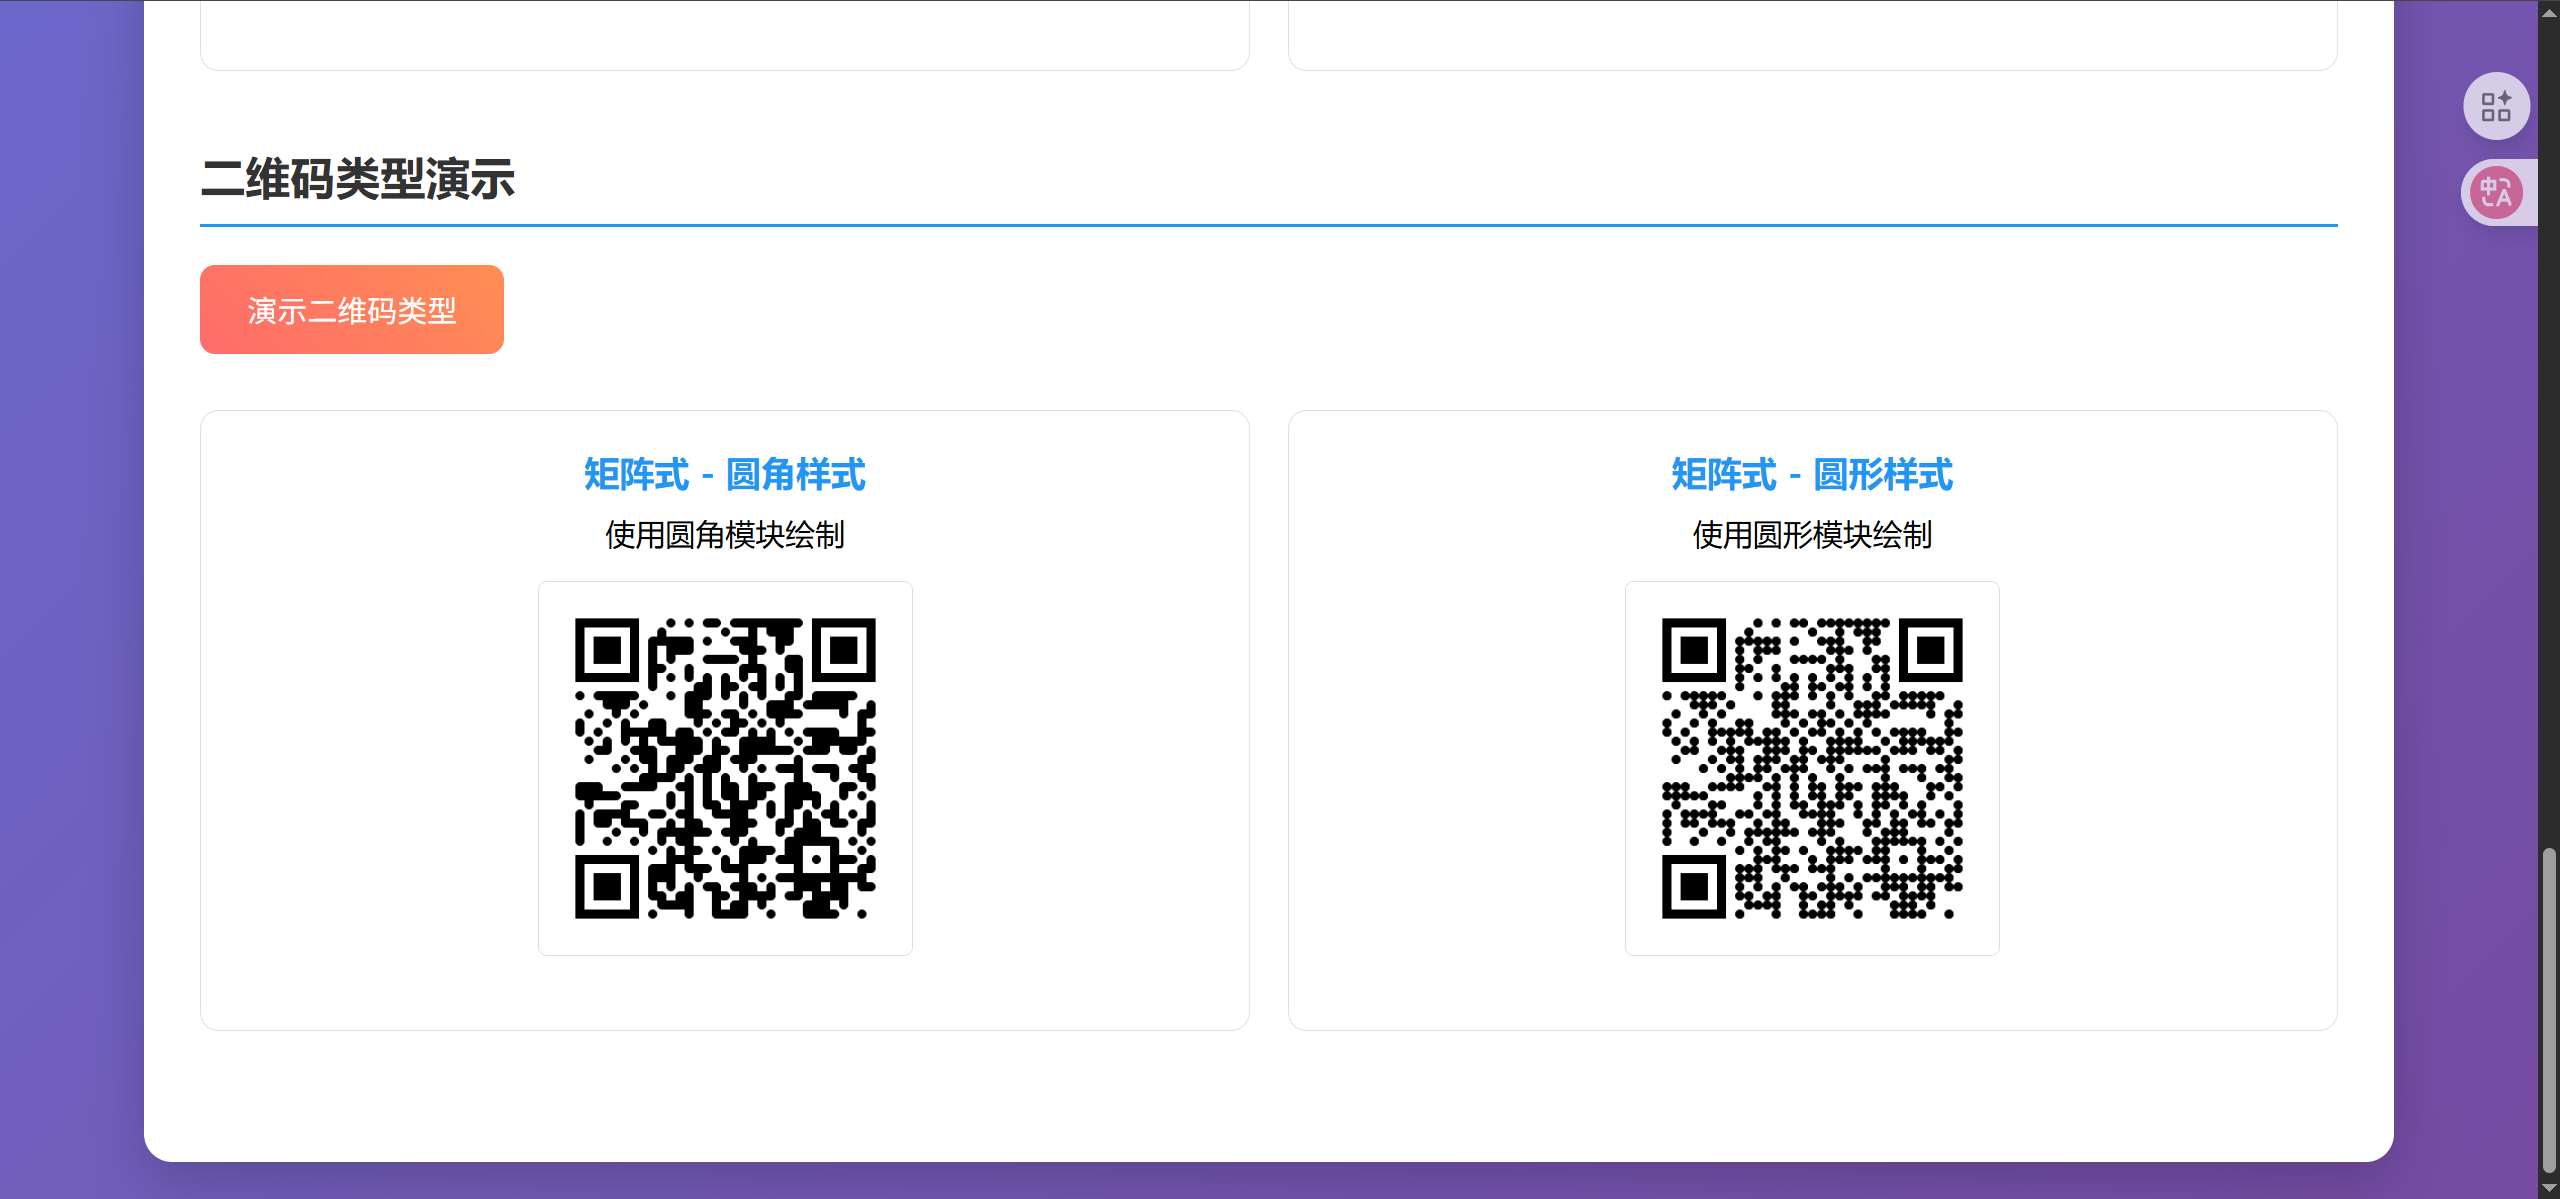 二维码类型演示
演示二维码类型
矩阵式 - 圆角样式
使用圆角模块绘制
矩阵式 - 圆形样式
使用圆形模块绘制
中A